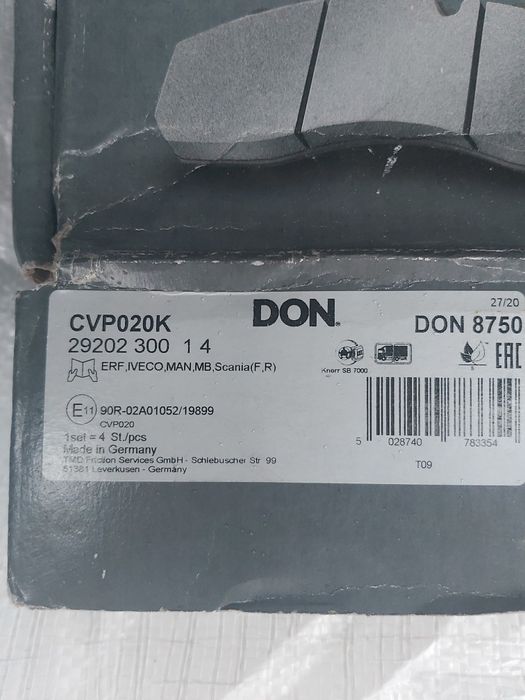 27/20
CVP020K DON DON 8750
29202 300 1 4
ERF,IVECO,MAN,MB,Scania(F,R)
Knorr SB 7000
EAC
E11 90R-02A01052/19899
CVP020
1set = 4 St./pcs
Made in Germany
TMD Friction Services GmbH - Schlebuscher Str 99
51381 Leverkusen - Germany
5 028740 783354
T09